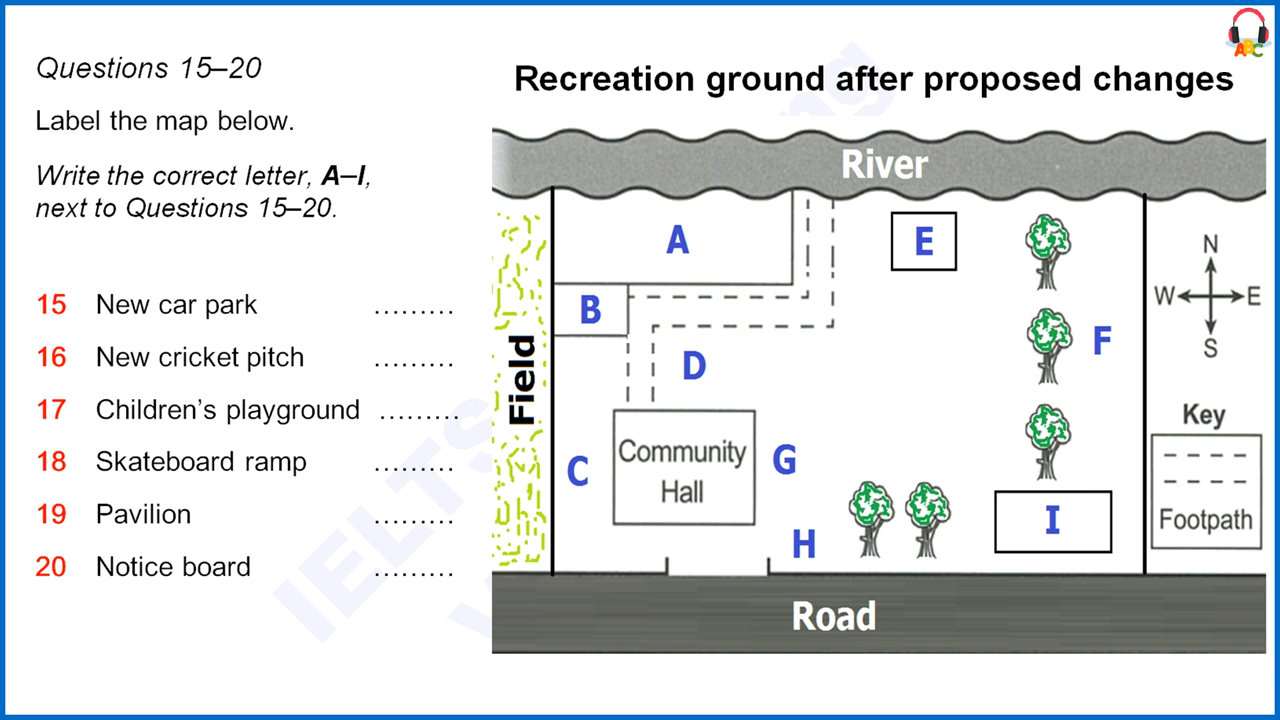 Questions 15–20
Label the map below.
Write the correct letter, A–I,
next to Questions 15–20.
15 New car park .........
16 New cricket pitch .........
17 Children’s playground .........
18 Skateboard ramp .........
19 Pavilion .........
20 Notice board .........
ABC
Recreation ground after proposed changes
River
A
E
B
F
D
Field
C
Community
Hall
G
H
I
Road
N
W E
S
Key
Footpath
IELTS